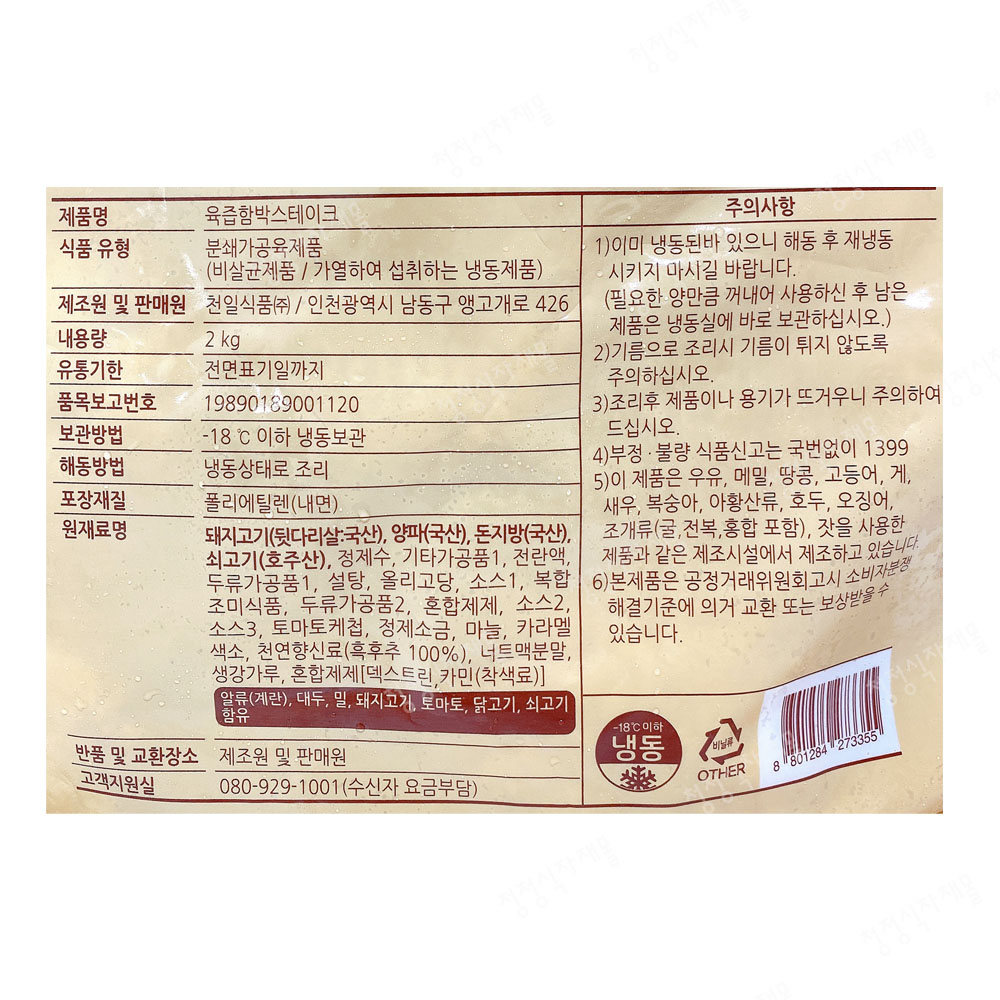 제품명 육즙함박스테이크
식품 유형 분쇄가공육제품
(비살균제품 / 가열하여 섭취하는 냉동제품)
제조원 및 판매원 천일식품㈜ / 인천광역시 남동구 앵고개로 426
내용량 2 kg
유통기한 전면표기일까지
품목보고번호 19890189001120
보관방법 -18 ℃ 이하 냉동보관
해동방법 냉동상태로 조리
포장재질 폴리에틸렌(내면)
원재료명 돼지고기(뒷다리살:국산), 양파(국산), 돈지방(국산),
쇠고기(호주산), 정제수, 기타가공품1, 전란액,
두류가공품1, 설탕, 올리고당, 소스1, 복합
조미식품, 두류가공품2, 혼합제제, 소스2,
소스3, 토마토케첩, 정제소금, 마늘, 카라멜
색소, 천연향신료(흑후추 100%), 너트맥분말,
생강가루, 혼합제제[덱스트린,카민(착색료)]
알류(계란), 대두, 밀, 돼지고기, 토마토, 닭고기, 쇠고기
함유
반품 및 교환장소 제조원 및 판매원
고객지원실 080-929-1001(수신자 요금부담)
주의사항
1)이미 냉동된바 있으니 해동 후 재냉동
시키지 마시길 바랍니다.
(필요한 양만큼 꺼내어 사용하신 후 남은
제품은 냉동실에 바로 보관하십시오.)
2)기름으로 조리시 기름이 튀지 않도록
주의하십시오.
3)조리후 제품이나 용기가 뜨거우니 주의하여
드십시오.
4)부정·불량 식품신고는 국번없이 1399
5)이 제품은 우유, 메밀, 땅콩, 고등어, 게,
새우, 복숭아, 아황산류, 호두, 오징어,
조개류(굴,전복,홍합 포함), 잣을 사용한
제품과 같은 제조시설에서 제조하고 있습니다.
6)본제품은 공정거래위원회고시 소비자분쟁
해결기준에 의거 교환 또는 보상받을 수
있습니다.
-18℃ 이하
냉동
비닐류
OTHER
8 801284 273355
청정식자재몰